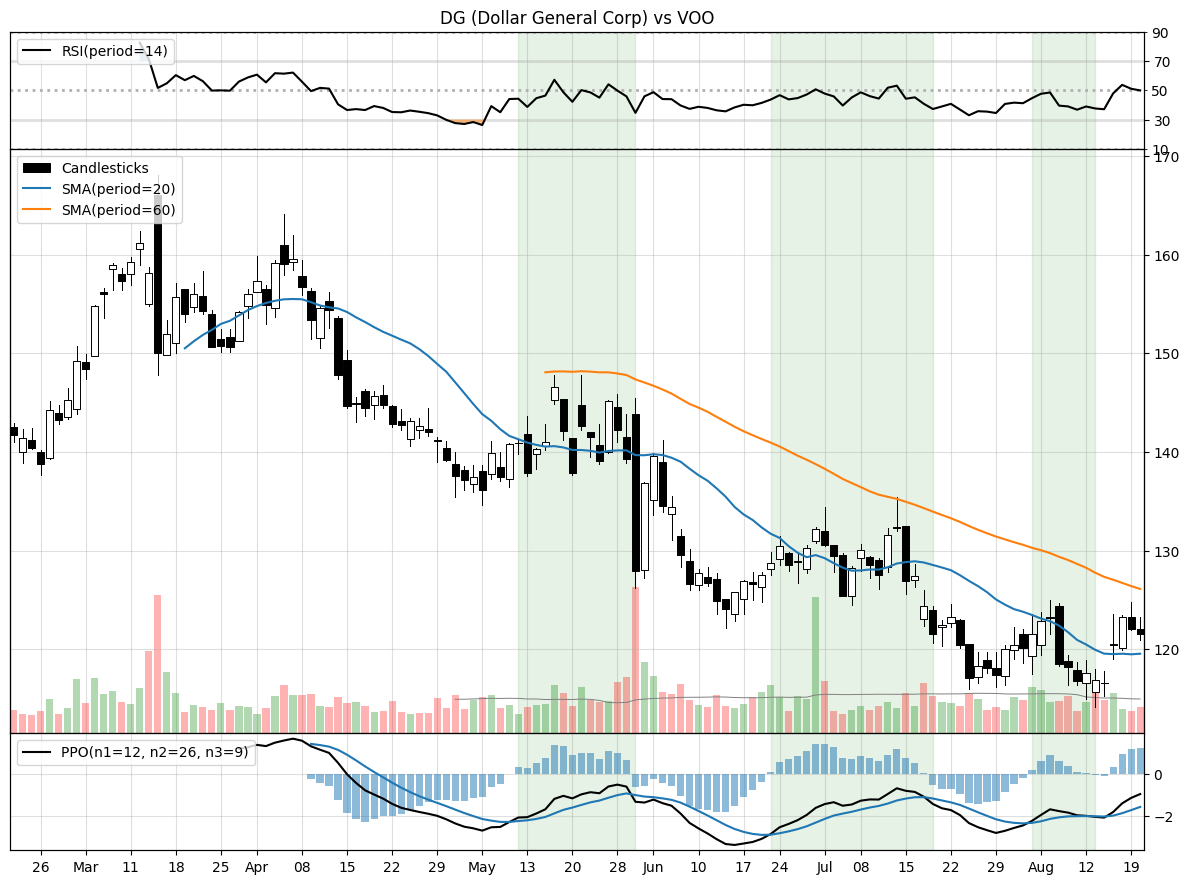 DG (Dollar General Corp) vs VOO
RSI(period=14)
90
70
50
30
10
Candlesticks
SMA(period=20)
SMA(period=60)
170
160
150
140
130
120
PPO(n1=12, n2=26, n3=9)
0
−2
26 Mar 11 18 25 Apr 08 15 22 29 May 13 20 28 Jun 10 17 24 Jul 08 15 22 29 Aug 12 19